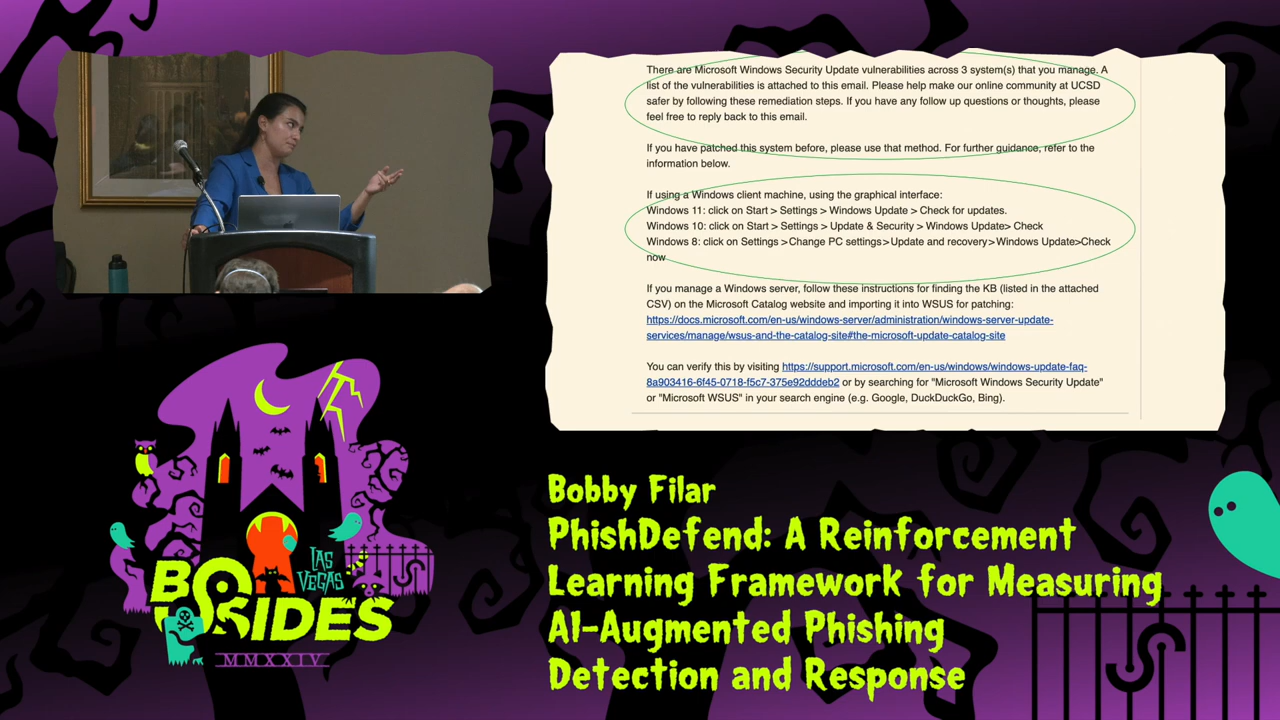 There are Microsoft Windows Security Update vulnerabilities across 3 system(s) that you manage. A
list of the vulnerabilities is attached to this email. Please help make our online community at UCSD
safer by following these remediation steps. If you have any follow up questions or thoughts, please
feel free to reply back to this email.
If you have patched this system before, please use that method. For further guidance, refer to the
information below.
If using a Windows client machine, using the graphical interface:
Windows 11: click on Start > Settings > Windows Update > Check for updates.
Windows 10: click on Start > Settings > Update & Security > Windows Update> Check
Windows 8: click on Settings >Change PC settings>Update and recovery>Windows Update>Check
now
If you manage a Windows server, follow these instructions for finding the KB (listed in the attached
CSV) on the Microsoft Catalog website and importing it into WSUS for patching:
https://docs.microsoft.com/en-us/windows-server/administration/windows-server-update-
services/manage/wsus-and-the-catalog-site#the-microsoft-update-catalog-site
You can verify this by visiting https://support.microsoft.com/en-us/windows/windows-update-faq-
8a903416-6f45-0718-f5c7-375e92dddeb2 or by searching for "Microsoft Windows Security Update"
or "Microsoft WSUS" in your search engine (e.g. Google, DuckDuckGo, Bing).
LAS
VEGAS
BSIDES
MMXXIV
Bobby Filar
PhishDefend: A Reinforcement
Learning Framework for Measuring
AI-Augmented Phishing
Detection and Response